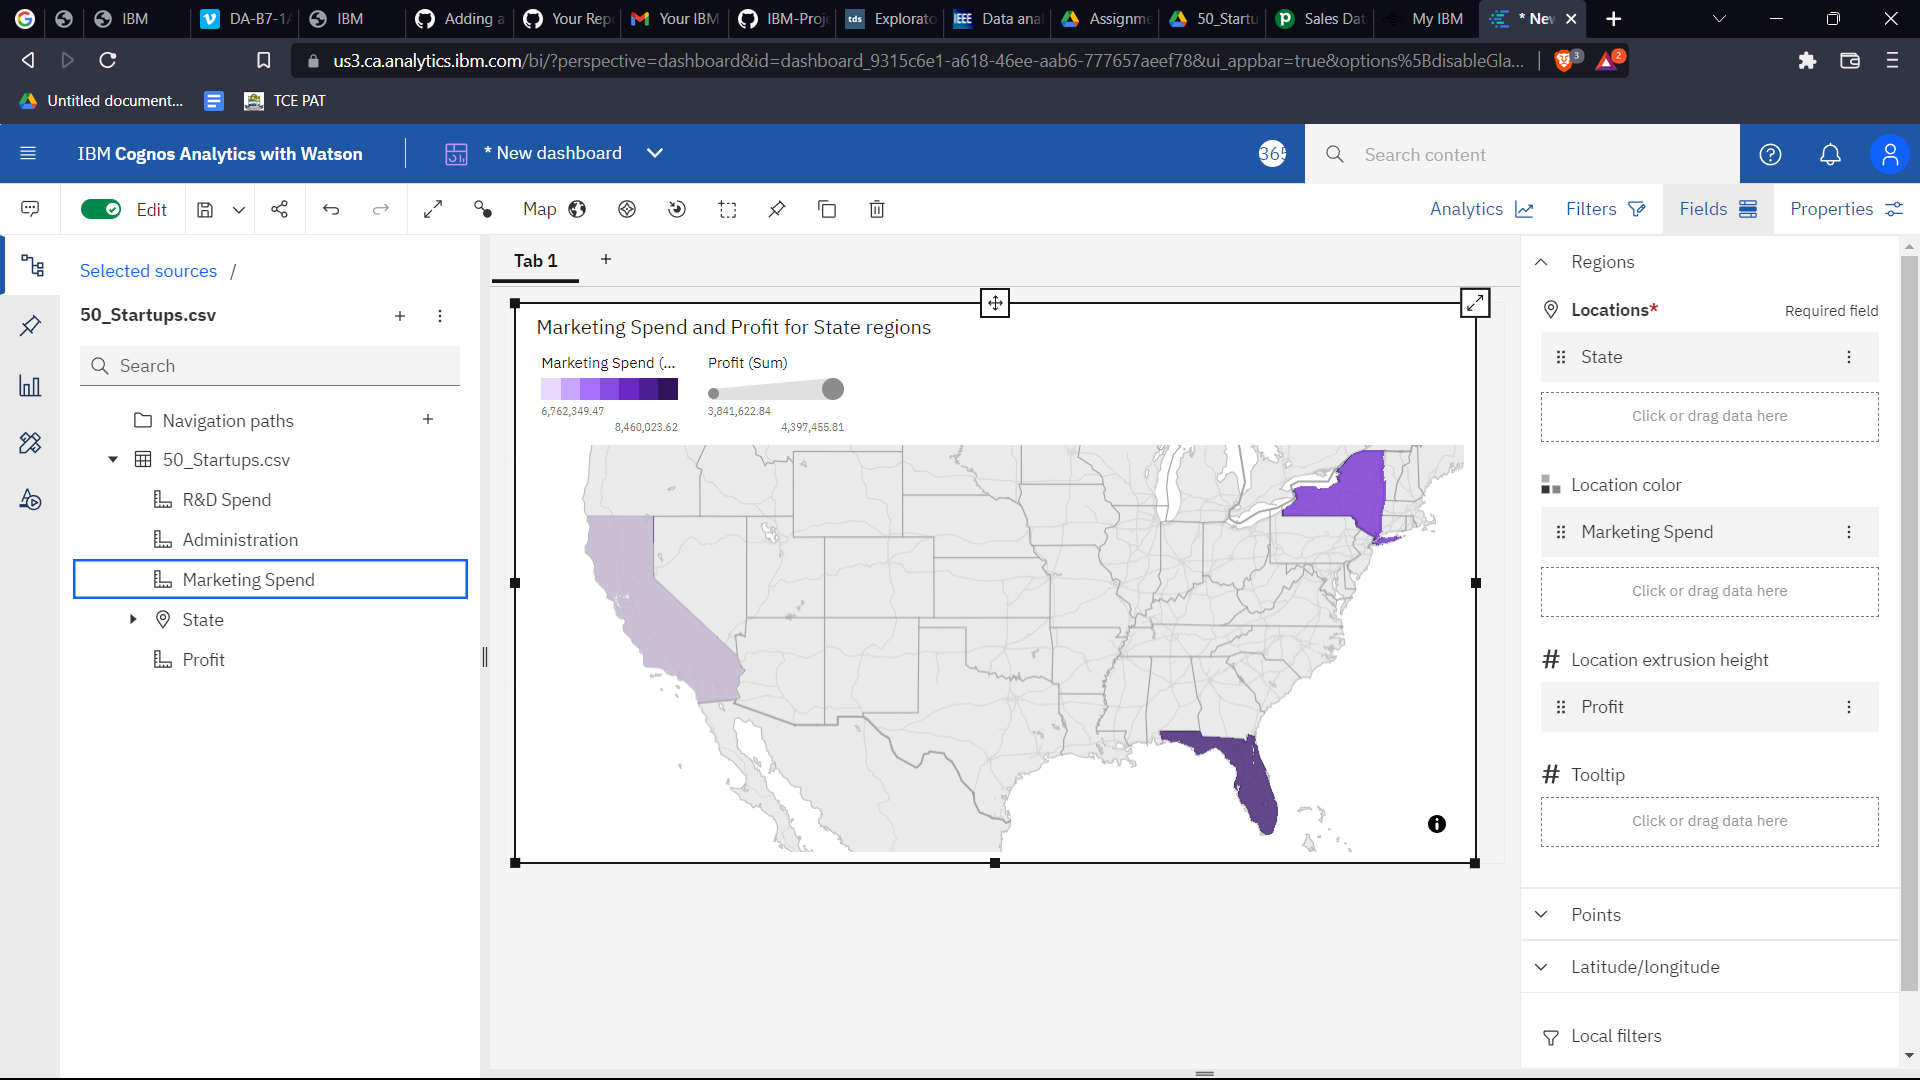 IBM
DA-B7-1
IBM
Adding a
Your Rep
Your IBM
IBM-Proj
tds
Explorato
IEEE
Data anal
Assignme
50_Startu
Sales Dat
My IBM
* New
us3.ca.analytics.ibm.com/bi/?perspective=dashboard&id=dashboard_9315c6e1-a618-46ee-aab6-777657aeef78&ui_appbar=true&options%5BdisableGla...
3
2
Untitled document...
TCE PAT
IBM Cognos Analytics with Watson
* New dashboard
365
Search content
Edit
Map
Analytics
Filters
Fields
Properties
Selected sources /
50_Startups.csv
Search
Navigation paths
50_Startups.csv
R&D Spend
Administration
Marketing Spend
State
Profit
Tab 1
Marketing Spend and Profit for State regions
Marketing Spend (...
Profit (Sum)
6,762,349.47
8,460,023.62
3,841,622.84
4,397,455.81
Regions
Locations*
Required field
State
Click or drag data here
Location color
Marketing Spend
Click or drag data here
Location extrusion height
Profit
Tooltip
Click or drag data here
Points
Latitude/longitude
Local filters